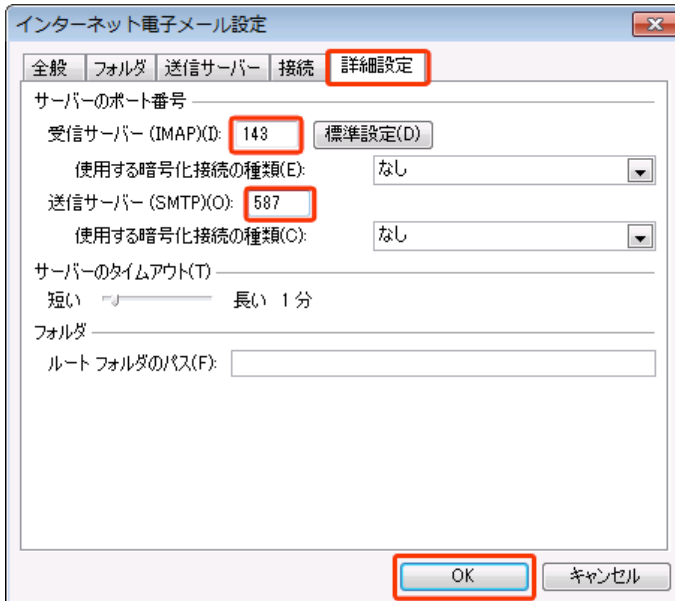 インターネット電子メール設定
全般 フォルダ 送信サーバー 接続 詳細設定
サーバーのポート番号
受信サーバー (IMAP)(I): 143 標準設定(D)
使用する暗号化接続の種類(E): なし
送信サーバー (SMTP)(O): 587
使用する暗号化接続の種類(C): なし
サーバーのタイムアウト(T)
短い 長い 1 分
フォルダ
ルート フォルダのパス(F):
OK キャンセル